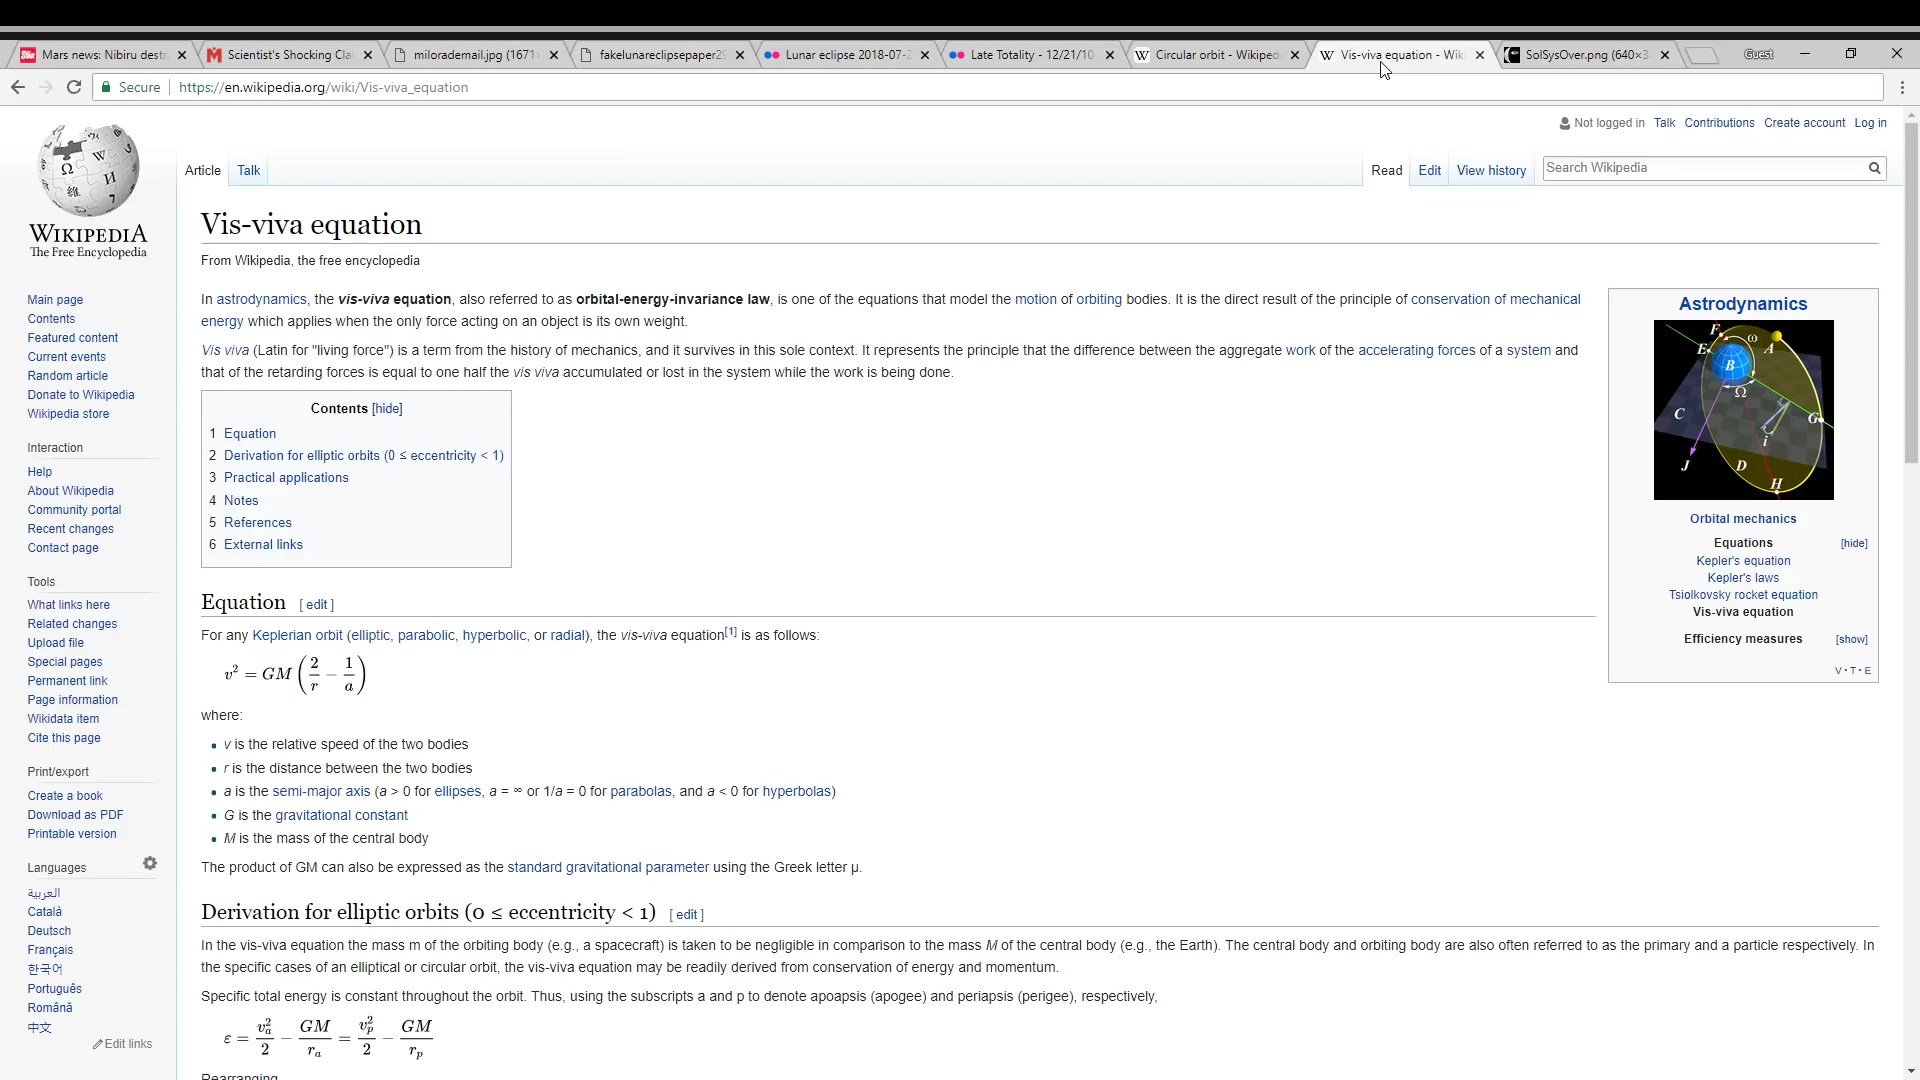 Mars news: Nibiru dest
Scientist's Shocking Cla
miloradema​il.jpg (1671
fakelunareclipsepaper29
Lunar eclipse 2018-07-2
Late Totality - 12/21/10
Circular orbit - Wikiped
Vis-viva equation - Wik
SolSysOver.png (640×3
Guest
Secure
https://en.wikipedia.org/wiki/Vis-viva_equation
Not logged in Talk Contributions Create account Log in
Article Talk
Read Edit View history
Search Wikipedia
WIKIPEDIA
The Free Encyclopedia
Main page
Contents
Featured content
Current events
Random article
Donate to Wikipedia
Wikipedia store
Interaction
Help
About Wikipedia
Community portal
Recent changes
Contact page
Tools
What links here
Related changes
Upload file
Special pages
Permanent link
Page information
Wikidata item
Cite this page
Print/export
Create a book
Download as PDF
Printable version
Languages
العربية
Català
Deutsch
Français
한국어
Português
Română
中文
Edit links
Vis-viva equation
From Wikipedia, the free encyclopedia
In astrodynamics, the vis-viva equation, also referred to as orbital-energy-invariance law, is one of the equations that model the motion of orbiting bodies. It is the direct result of the principle of conservation of mechanical
energy which applies when the only force acting on an object is its own weight.
Vis viva (Latin for "living force") is a term from the history of mechanics, and it survives in this sole context. It represents the principle that the difference between the aggregate work of the accelerating forces of a system and
that of the retarding forces is equal to one half the vis viva accumulated or lost in the system while the work is being done.
Contents [hide]
1 Equation
2 Derivation for elliptic orbits (0 ≤ eccentricity < 1)
3 Practical applications
4 Notes
5 References
6 External links
Astrodynamics
F
ω
A
E
B
Ω
C
G
i
J
D
H
Orbital mechanics
Equations [hide]
Kepler's equation
Kepler's laws
Tsiolkovsky rocket equation
Vis-viva equation
Efficiency measures [show]
V · T · E
Equation [ edit ]
For any Keplerian orbit (elliptic, parabolic, hyperbolic, or radial), the vis-viva equation[1] is as follows:
v² = GM (2/r − 1/a)
where:
• v is the relative speed of the two bodies
• r is the distance between the two bodies
• a is the semi-major axis (a > 0 for ellipses, a = ∞ or 1/a = 0 for parabolas, and a < 0 for hyperbolas)
• G is the gravitational constant
• M is the mass of the central body
The product of GM can also be expressed as the standard gravitational parameter using the Greek letter μ.
Derivation for elliptic orbits (0 ≤ eccentricity < 1) [ edit ]
In the vis-viva equation the mass m of the orbiting body (e.g., a spacecraft) is taken to be negligible in comparison to the mass M of the central body (e.g., the Earth). The central body and orbiting body are also often referred to as the primary and a particle respectively. In
the specific cases of an elliptical or circular orbit, the vis-viva equation may be readily derived from conservation of energy and momentum.
Specific total energy is constant throughout the orbit. Thus, using the subscripts a and p to denote apoapsis (apogee) and periapsis (perigee), respectively,
ε = vₐ²/2 − GM/rₐ = vₚ²/2 − GM/rₚ
Rearranging